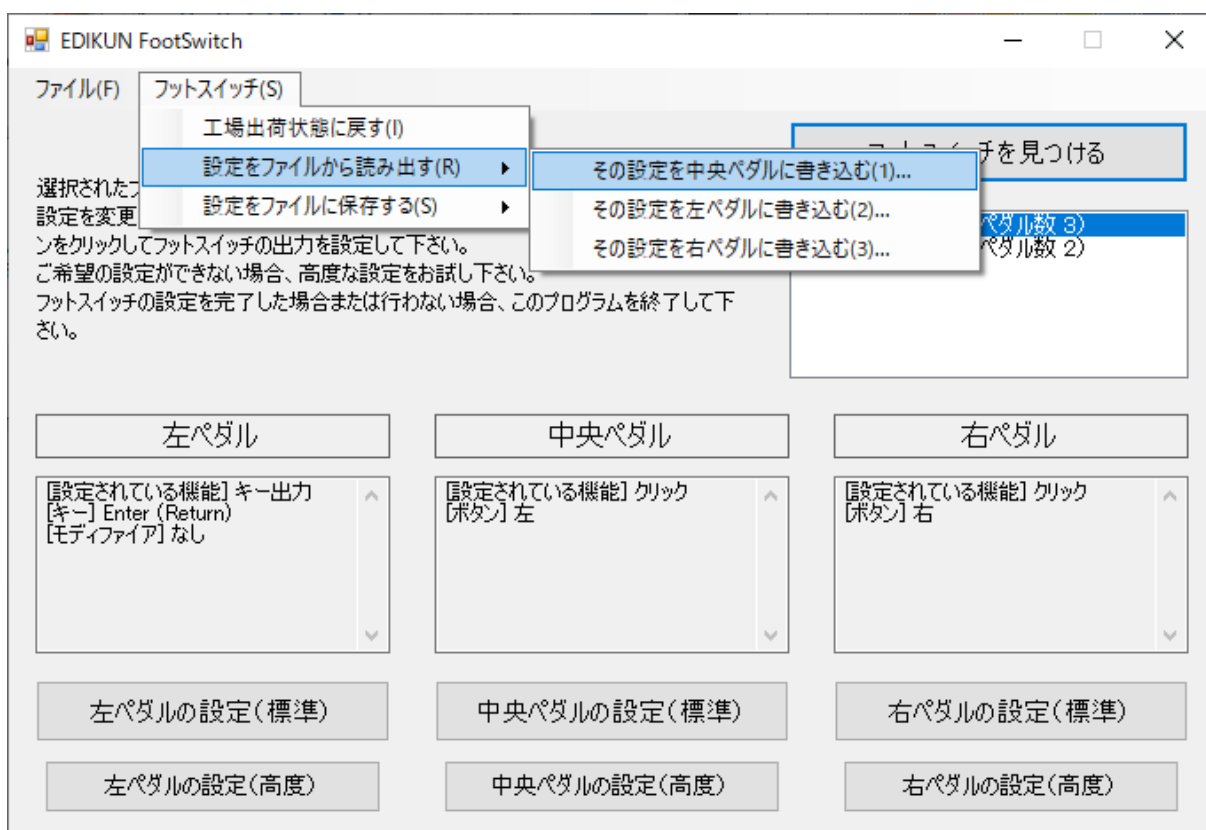 EDIKUN FootSwitch
ファイル(F) フットスイッチ(S)
工場出荷状態に戻す(I)
設定をファイルから読み出す(R)
設定をファイルに保存する(S)
その設定を中央ペダルに書き込む(1)...
その設定を左ペダルに書き込む(2)...
その設定を右ペダルに書き込む(3)...
を見つける
ペダル数 3)
ペダル数 2)
選択された
設定を変更
ンをクリックしてフットスイッチの出力を設定して下さい。
ご希望の設定ができない場合、高度な設定をお試し下さい。
フットスイッチの設定を完了した場合または行わない場合、このプログラムを終了して下
さい。
左ペダル
[設定されている機能] キー出力
[キー] Enter (Return)
[モディファイア] なし
中央ペダル
[設定されている機能] クリック
[ボタン] 左
右ペダル
[設定されている機能] クリック
[ボタン] 右
左ペダルの設定(標準)
中央ペダルの設定(標準)
右ペダルの設定(標準)
左ペダルの設定(高度)
中央ペダルの設定(高度)
右ペダルの設定(高度)